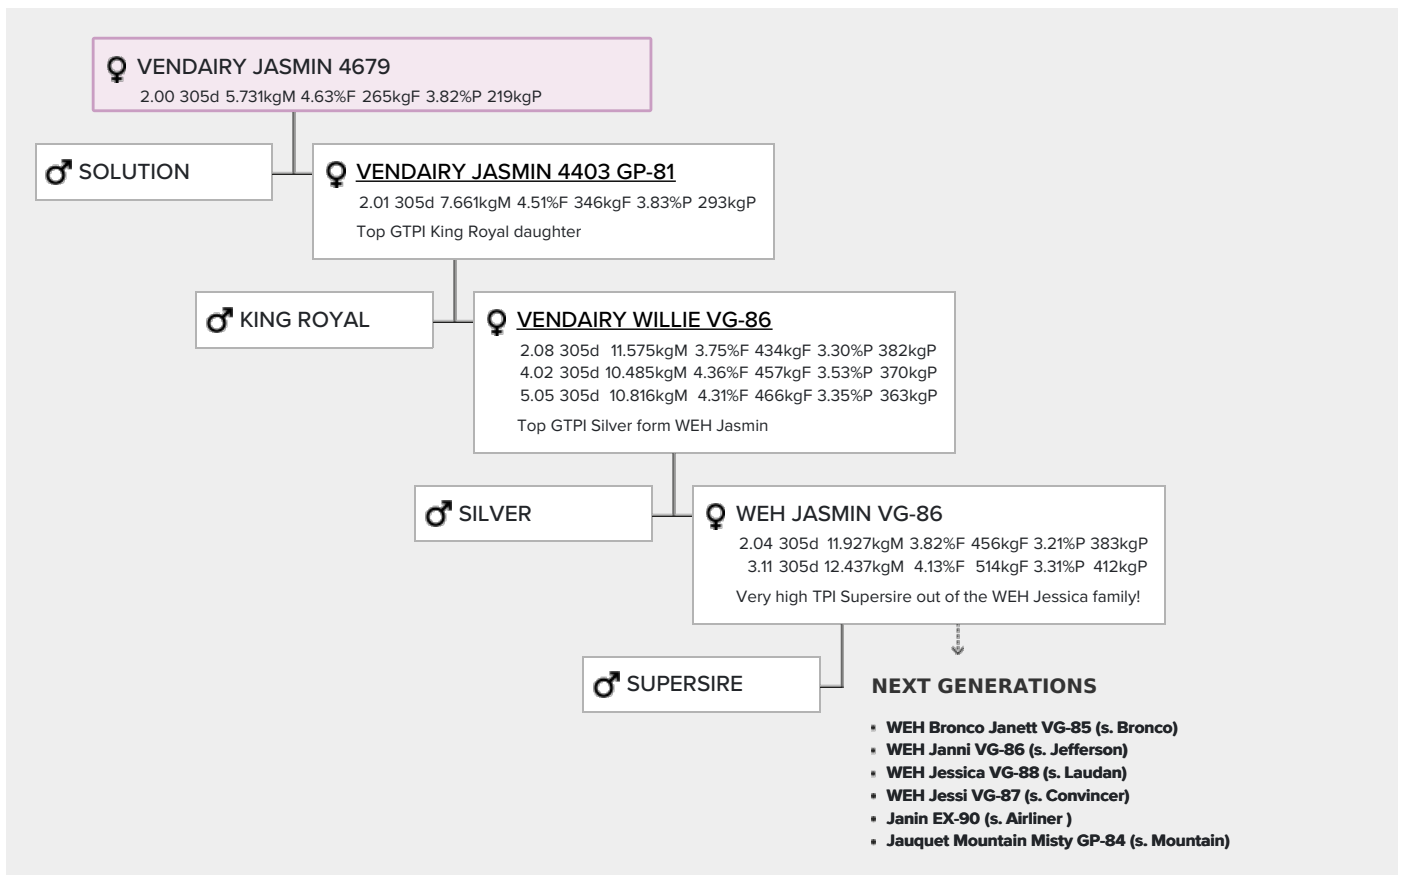 VENDAIRY JASMIN 4679
2.00 305d 5.731kgM 4.63%F 265kgF 3.82%P 219kgP
SOLUTION
VENDAIRY JASMIN 4403 GP-81
2.01 305d 7.661kgM 4.51%F 346kgF 3.83%P 293kgP
Top GTPI King Royal daughter
KING ROYAL
VENDAIRY WILLIE VG-86
2.08 305d 11.575kgM 3.75%F 434kgF 3.30%P 382kgP
4.02 305d 10.485kgM 4.36%F 457kgF 3.53%P 370kgP
5.05 305d 10.816kgM 4.31%F 466kgF 3.35%P 363kgP
Top GTPI Silver form WEH Jasmin
SILVER
WEH JASMIN VG-86
2.04 305d 11.927kgM 3.82%F 456kgF 3.21%P 383kgP
3.11 305d 12.437kgM 4.13%F 514kgF 3.31%P 412kgP
Very high TPI Supersire out of the WEH Jessica family!
SUPERSIRE
NEXT GENERATIONS
WEH Bronco Janett VG-85 (s. Bronco)
WEH Janni VG-86 (s. Jefferson)
WEH Jessica VG-88 (s. Laudan)
WEH Jessi VG-87 (s. Convincer)
Janin EX-90 (s. Airliner )
Jauquet Mountain Misty GP-84 (s. Mountain)